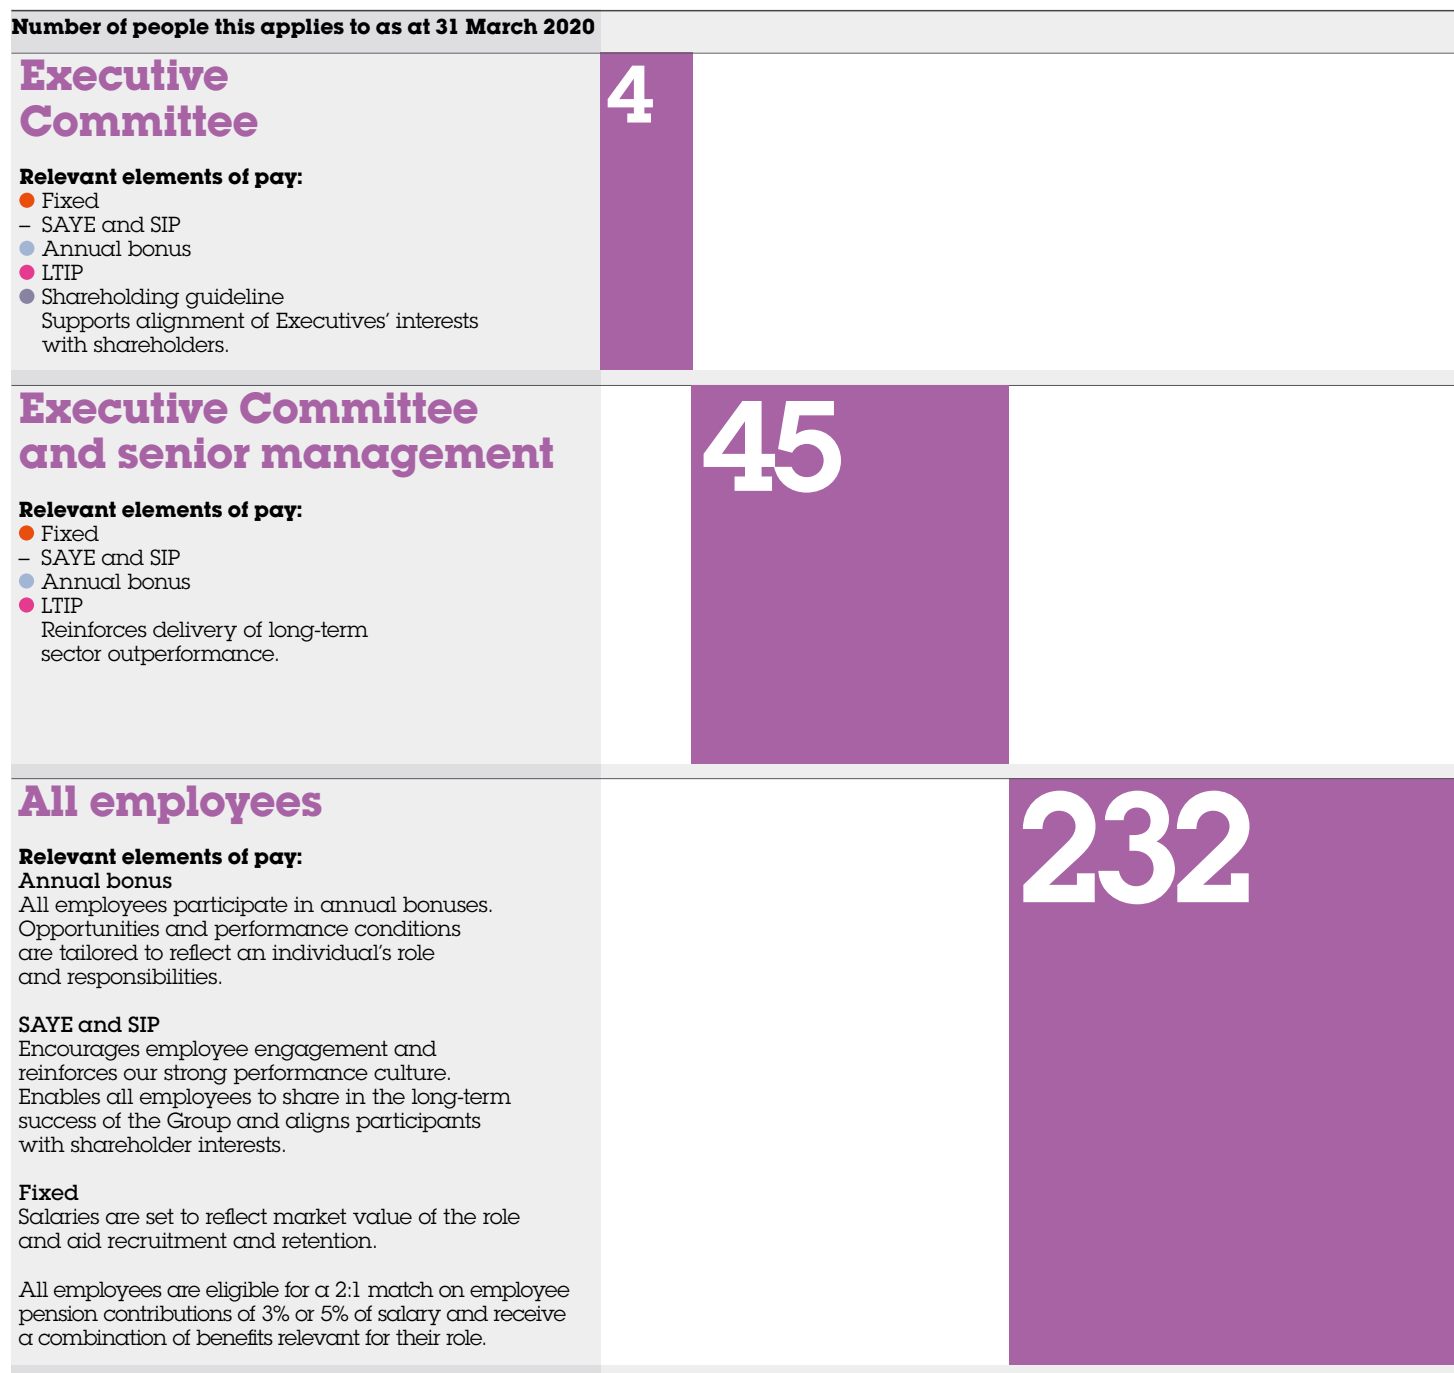 Number of people this applies to as at 31 March 2020
Executive
Committee
4
Relevant elements of pay:
Fixed
– SAYE and SIP
Annual bonus
LTIP
Shareholding guideline
Supports alignment of Executives’ interests
with shareholders.
Executive Committee
and senior management
45
Relevant elements of pay:
Fixed
– SAYE and SIP
Annual bonus
LTIP
Reinforces delivery of long-term
sector outperformance.
All employees
232
Relevant elements of pay:
Annual bonus
All employees participate in annual bonuses.
Opportunities and performance conditions
are tailored to reflect an individual’s role
and responsibilities.
SAYE and SIP
Encourages employee engagement and
reinforces our strong performance culture.
Enables all employees to share in the long-term
success of the Group and aligns participants
with shareholder interests.
Fixed
Salaries are set to reflect market value of the role
and aid recruitment and retention.
All employees are eligible for a 2:1 match on employee
pension contributions of 3% or 5% of salary and receive
a combination of benefits relevant for their role.